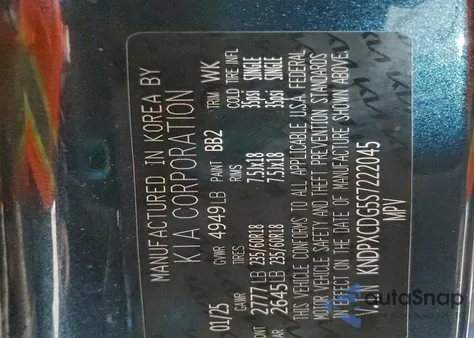 MANUFACTURED IN KOREA BY
KIA CORPORATION
01/25 GVWR 4949LB PAINT BB2 TRIM WK
GAWR TIRES RIMS COLD TIRE INFL
FRONT 2777LB 235/60R18 7.5Jx18 35psi SINGLE
2645LB 235/60R18 7.5Jx18 35psi SINGLE
THIS VEHICLE CONFORMS TO ALL APPLICABLE U.S.A. FEDERAL
MOTOR VEHICLE SAFETY AND THEFT PREVENTION STANDARDS
IN EFFECT ON THE DATE OF MANUFACTURE SHOWN ABOVE.
V.I.N KNDPXCDG5S7222045
MPV
autoSnap